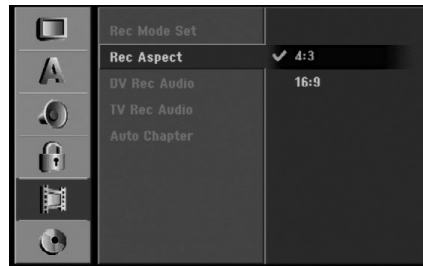 Rec Mode Set
Rec Aspect
4:3
DV Rec Audio
16:9
TV Rec Audio
Auto Chapter